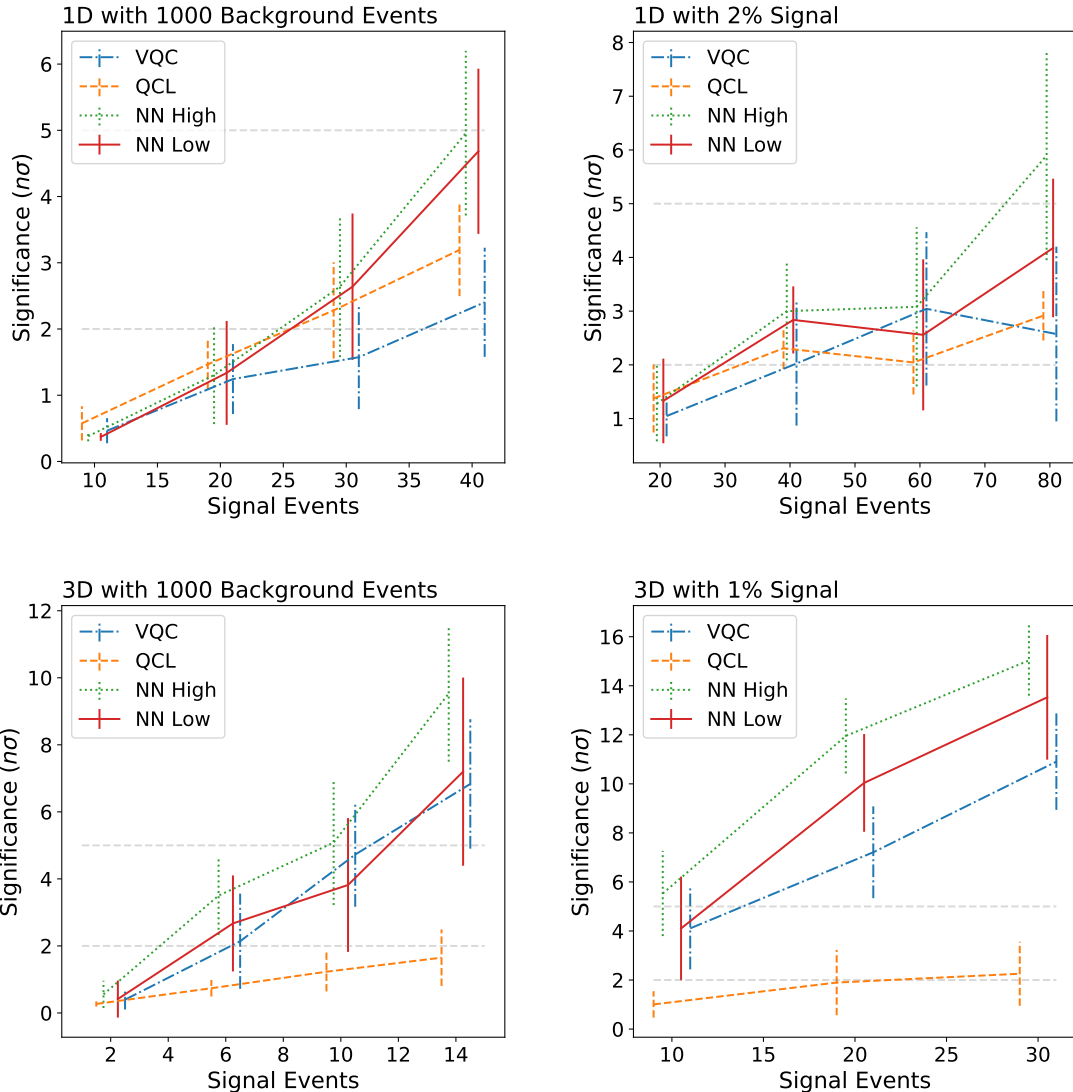 1D with 1000 Background Events
VQC
QCL
NN High
NN Low
Significance (nσ)
0
1
2
3
4
5
6
10 15 20 25 30 35 40
Signal Events
1D with 2% Signal
VQC
QCL
NN High
NN Low
Significance (nσ)
1
2
3
4
5
6
7
8
20 30 40 50 60 70 80
Signal Events
3D with 1000 Background Events
VQC
QCL
NN High
NN Low
Significance (nσ)
0
2
4
6
8
10
12
2 4 6 8 10 12 14
Signal Events
3D with 1% Signal
VQC
QCL
NN High
NN Low
Significance (nσ)
0
2
4
6
8
10
12
14
16
10 15 20 25 30
Signal Events